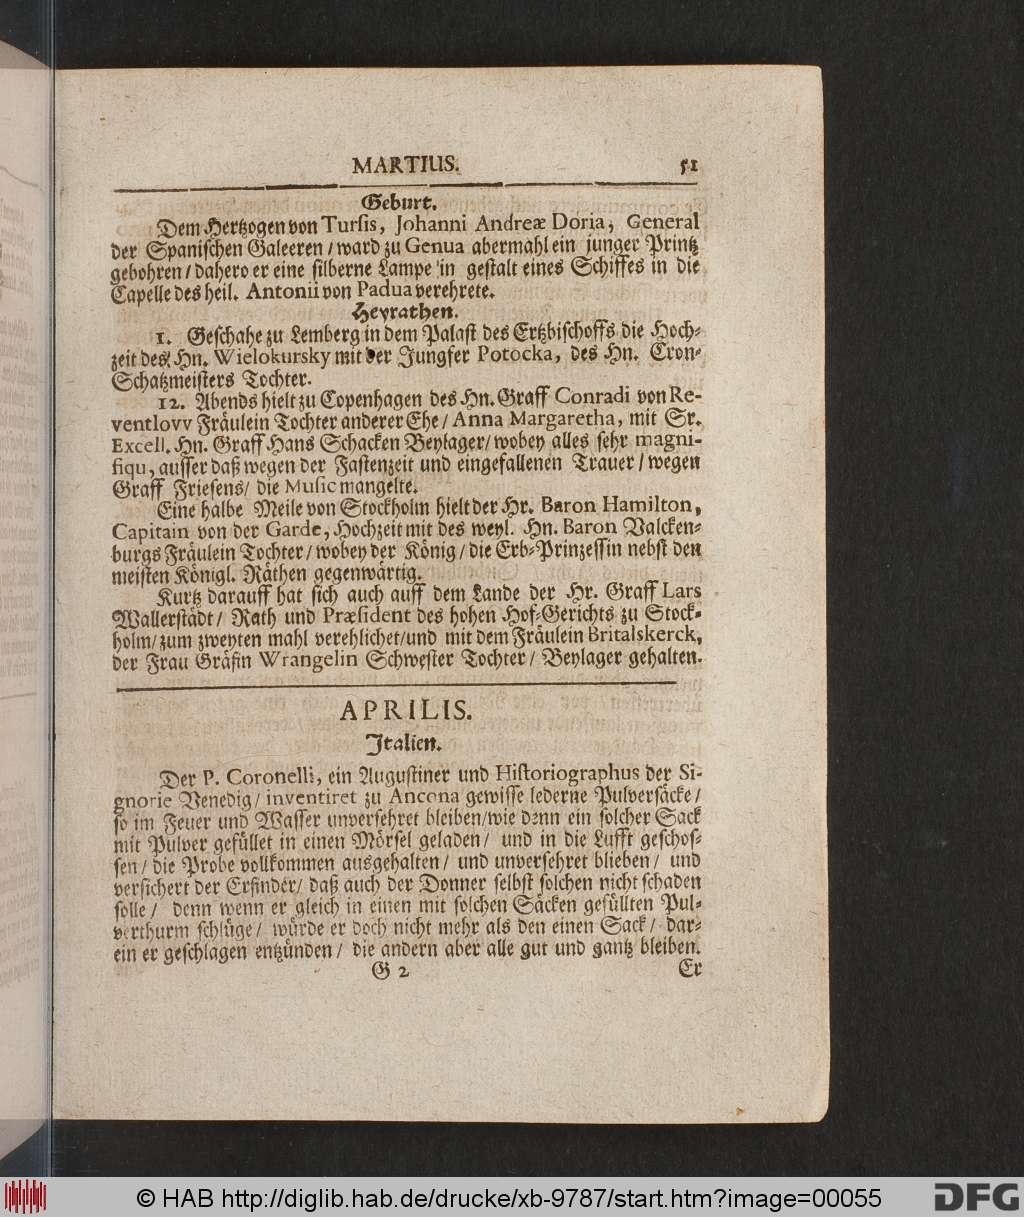 MARTIUS. 51
Geburt.
Dem Hertzogen von Tursis, Johanni Andreæ Doria, General
der Spanischen Galeeren / ward zu Genua abermahl ein junger Printz
gebohren / dahero er eine silberne Lampe in gestalt eines Schiffes in die
Capelle des heil. Antonii von Padua verehrete.
Heyrathen.
1. Geschahe zu Lemberg in dem Palast des Ertzbischoffs die Hoch-
zeit des Hn. Wielokursky mit der Jungfer Potocka, des Hn. Cron-
Schatzmeisters Tochter.
12. Abends hielt zu Copenhagen des Hn. Graff Conradi von Re-
ventlovv Fräulein Tochter anderer Ehe / Anna Margaretha, mit Sr.
Excell. Hn. Graff Hans Schacken Beylager / wobey alles sehr magni-
fiqu, ausser daß wegen der Fastenzeit und eingefallenen Trauer / wegen
Graff Friesens / die Music mangelte.
Eine halbe Meile von Stockholm hielt der Hr. Baron Hamilton,
Capitain von der Garde, Hochzeit mit des weyl. Hn. Baron Valcken-
burgs Fräulein Tochter / wobey der König / die Erb-Prinzessin nebst den
meisten Königl. Räthen gegenwärtig.
Kurtz darauff hat sich auch auff dem Lande der Hr. Graff Lars
Wallerstädt / Rath und Præsident des hohen Hof-Gerichts zu Stock-
holm / zum zweyten mahl verehlichet / und mit dem Fräulein Britalskerck,
der Frau Gräfin Wrangelin Schwester Tochter / Beylager gehalten.
APRILIS.
Italien.
Der P. Coronelli, ein Augustiner und Historiographus der Si-
gnorie Venedig / inventiret zu Ancona gewisse lederne Pulversäcke /
so im Feuer und Wasser unversehret bleiben / wie denn ein solcher Sack
mit Pulver gefüllet in einen Mörsel geladen / und in die Lufft geschos-
sen / die Probe vollkommen ausgehalten / und unversehret blieben / und
versichert der Erfinder / daß auch der Donner selbst solchen nicht schaden
solle / denn wenn er gleich in einen mit solchen Säcken gefüllten Pul-
verthurm schlüge / würde er doch nicht mehr als den einen Sack / dar-
ein er geschlagen entzünden / die andern aber alle gut und gantz bleiben.
G 2 Er
© HAB http://diglib.hab.de/drucke/xb-9787/start.htm?image=00055
DFG